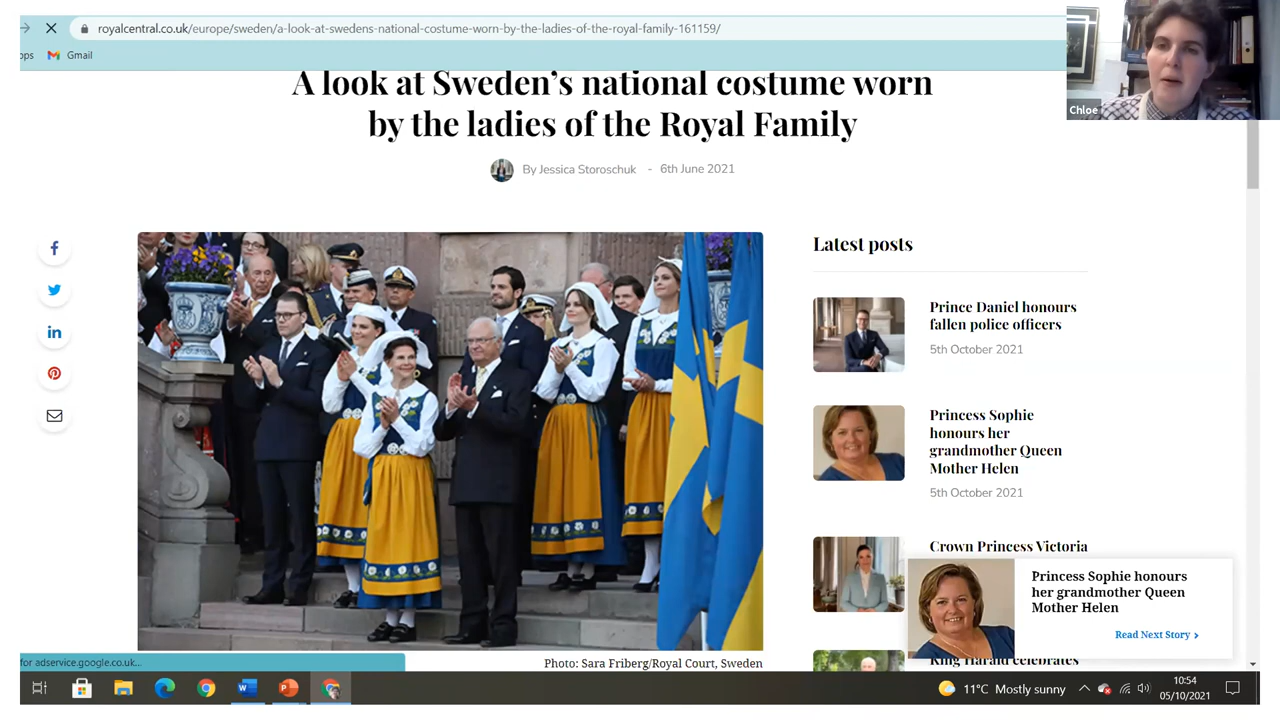 royalcentral.co.uk/europe/sweden/a-look-at-swedens-national-costume-worn-by-the-ladies-of-the-royal-family-161159/
ops
Gmail
Chloe
A look at Sweden's national costume worn
by the ladies of the Royal Family
By Jessica Storoschuk - 6th June 2021
Latest posts
Prince Daniel honours
fallen police officers
5th October 2021
Princess Sophie
honours her
grandmother Queen
Mother Helen
5th October 2021
Crown Princess Victoria
Princess Sophie honours
her grandmother Queen
Mother Helen
Read Next Story
King Harald celebrates
for adservice.google.co.uk...
Photo: Sara Friberg/Royal Court, Sweden
11°C Mostly sunny
10:54
05/10/2021